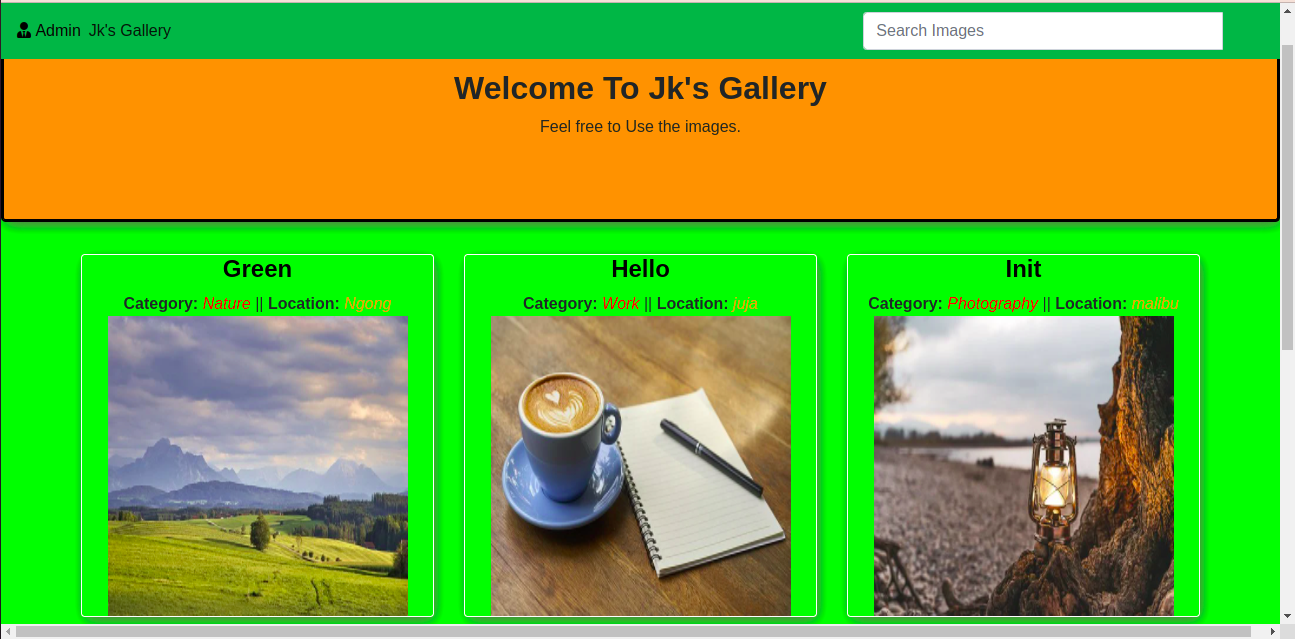 Admin Jk's Gallery
Search Images
Welcome To Jk's Gallery
Feel free to Use the images.
Green
Category: Nature || Location: Ngong
Hello
Category: Work || Location: juja
Init
Category: Photography || Location: malibu